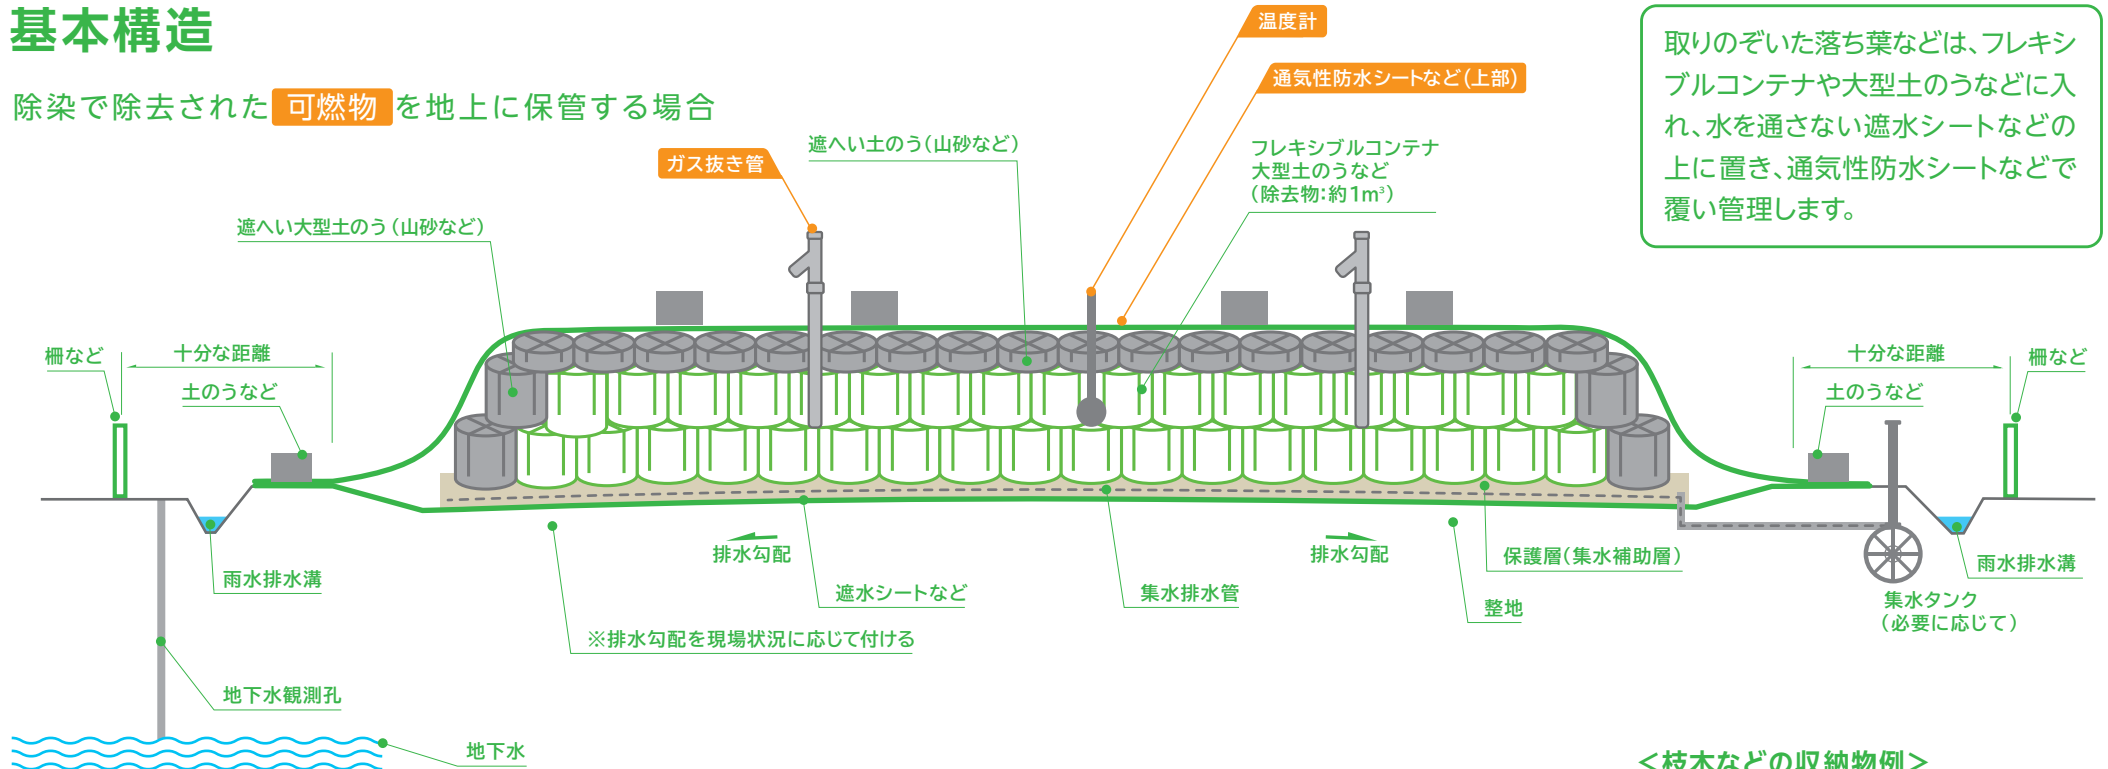 基本構造
除染で除去された 可燃物 を地上に保管する場合
温度計
通気性防水シートなど(上部)
取りのぞいた落ち葉などは、フレキシ
ブルコンテナや大型土のうなどに入
れ、水を通さない遮水シートなどの
上に置き、通気性防水シートなどで
覆い管理します。
ガス抜き管
遮へい土のう(山砂など)
フレキシブルコンテナ
大型土のうなど
(除去物:約1m³)
遮へい大型土のう(山砂など)
柵など
十分な距離
土のうなど
十分な距離
柵など
土のうなど
雨水排水溝
排水勾配
遮水シートなど
※排水勾配を現場状況に応じて付ける
集水排水管
排水勾配
保護層(集水補助層)
整地
雨水排水溝
集水タンク
(必要に応じて)
地下水観測孔
地下水
<枝木などの収納物例>